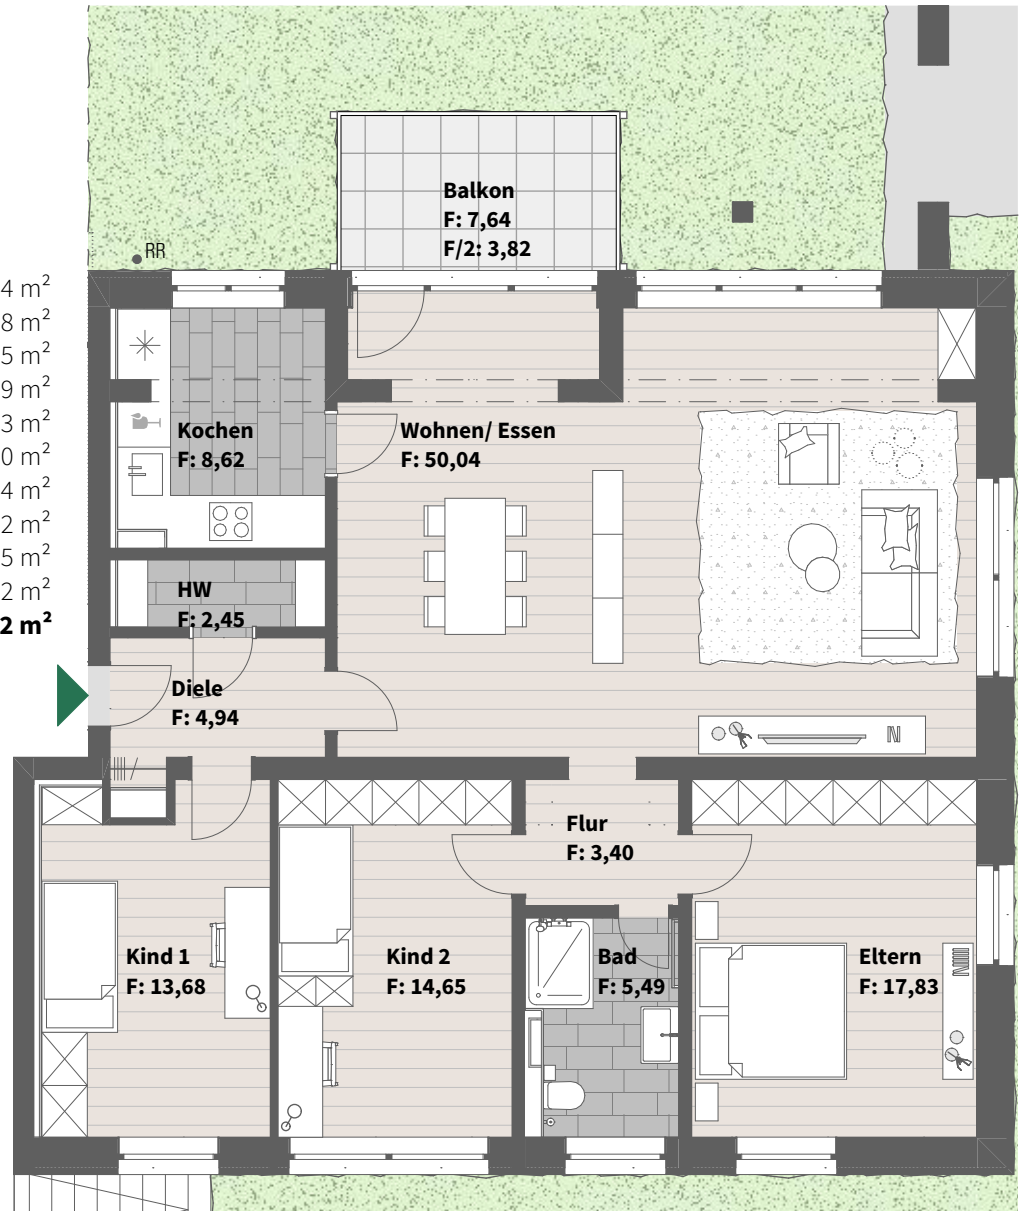 Balkon
F: 7,64
F/2: 3,82
RR
4 m²
8 m²
5 m²
9 m²
3 m²
0 m²
4 m²
2 m²
5 m²
2 m²
2 m²
Kochen
F: 8,62
Wohnen/ Essen
F: 50,04
HW
F: 2,45
Diele
F: 4,94
Flur
F: 3,40
Kind 1
F: 13,68
Kind 2
F: 14,65
Bad
F: 5,49
Eltern
F: 17,83